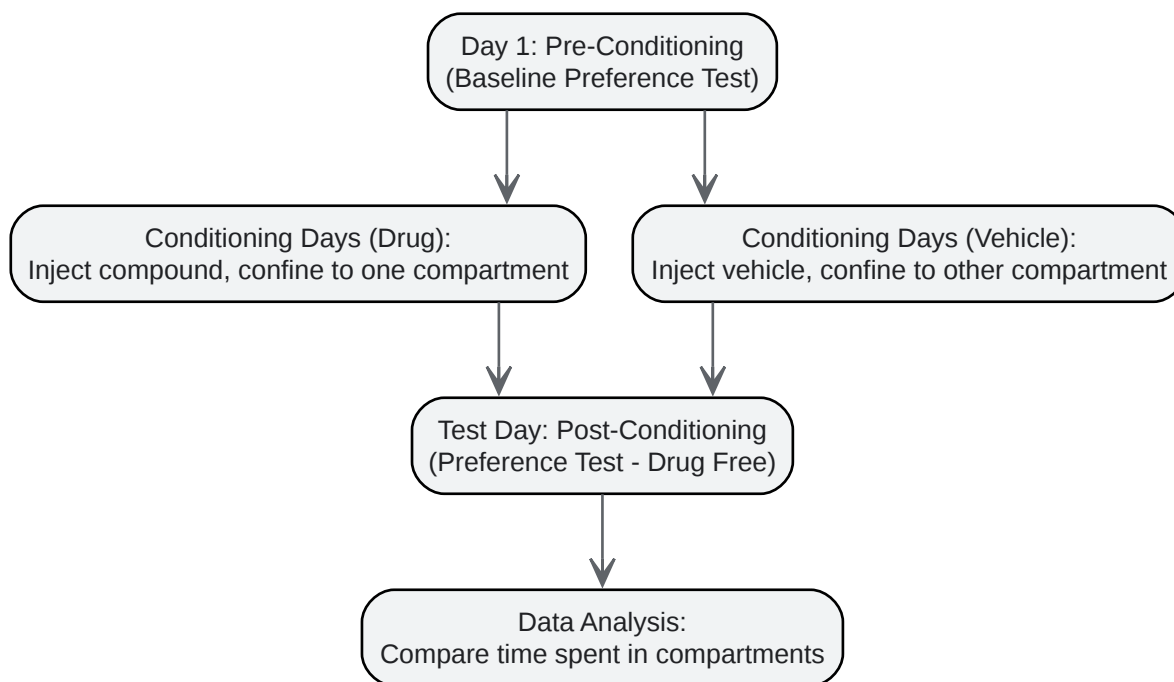 Day 1: Pre-Conditioning
(Baseline Preference Test)
Conditioning Days (Drug):
Inject compound, confine to one compartment
Conditioning Days (Vehicle):
Inject vehicle, confine to other compartment
Test Day: Post-Conditioning
(Preference Test - Drug Free)
Data Analysis:
Compare time spent in compartments